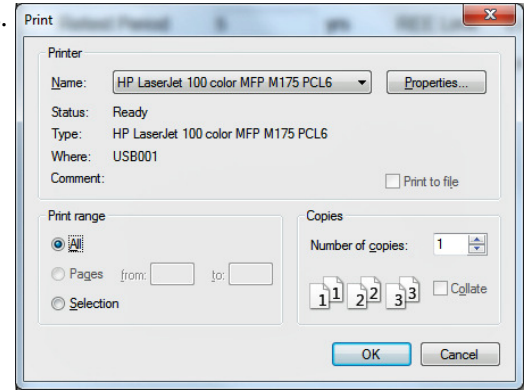 .
Print
Printer
Name: HP LaserJet 100 color MFP M175 PCL6 Properties...
Status: Ready
Type: HP LaserJet 100 color MFP M175 PCL6
Where: USB001
Comment: Print to file
Print range
All
Pages from: to:
Selection
Copies
Number of copies: 1
1 1 2 2 3 3 Collate
OK Cancel